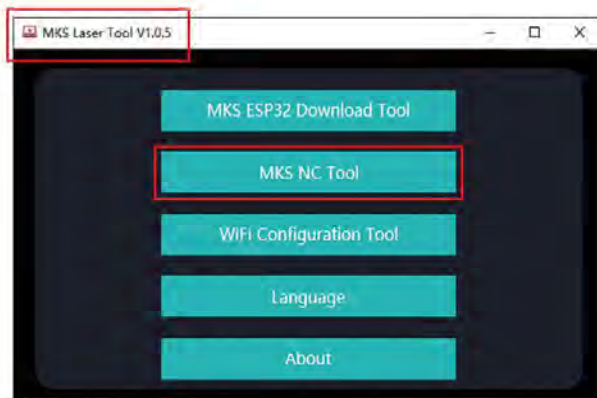 MKS Laser Tool V1.0.5
MKS ESP32 Download Tool
MKS NC Tool
WiFi Configuration Tool
Language
About